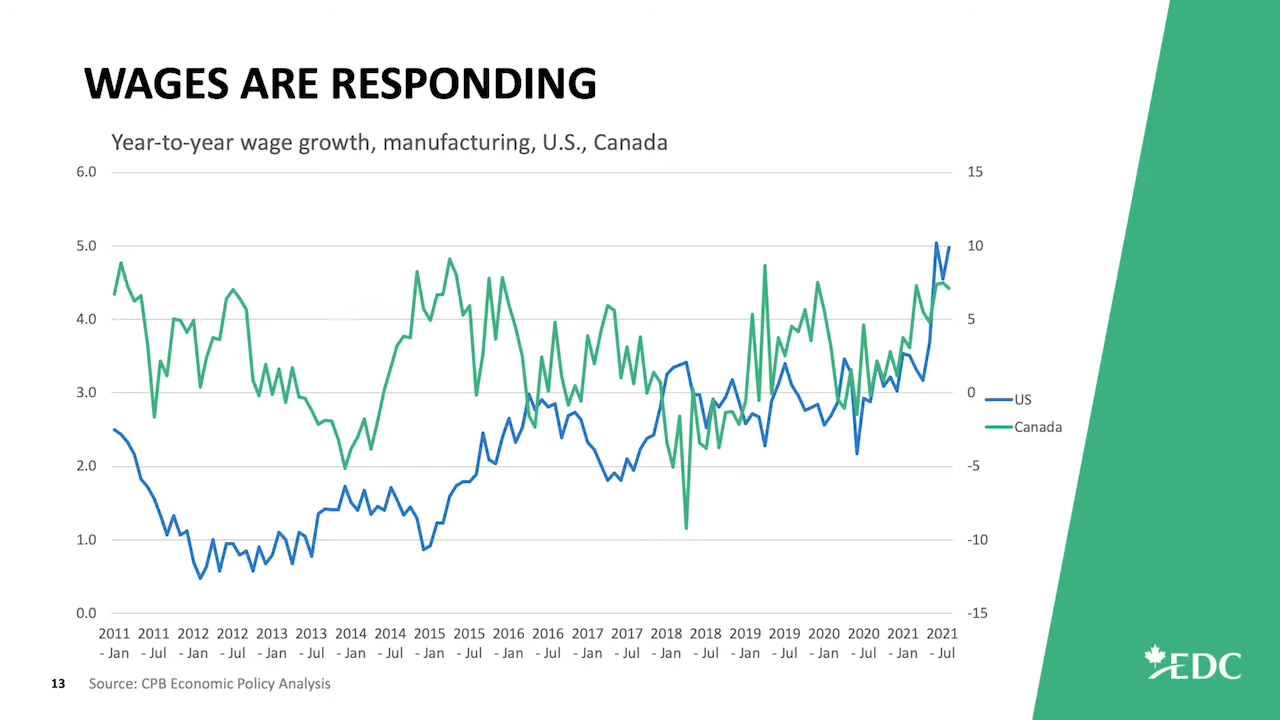 WAGES ARE RESPONDING
Year-to-year wage growth, manufacturing, U.S., Canada
6.0
5.0
4.0
3.0
2.0
1.0
0.0
15
10
5
0
-5
-10
-15
US
Canada
2011 2011 2012 2012 2013 2013 2014 2014 2015 2015 2016 2016 2017 2017 2018 2018 2019 2019 2020 2020 2021 2021
- Jan - Jul - Jan - Jul - Jan - Jul - Jan - Jul - Jan - Jul - Jan - Jul - Jan - Jul - Jan - Jul - Jan - Jul - Jan - Jul - Jan - Jul
13 Source: CPB Economic Policy Analysis
EDC